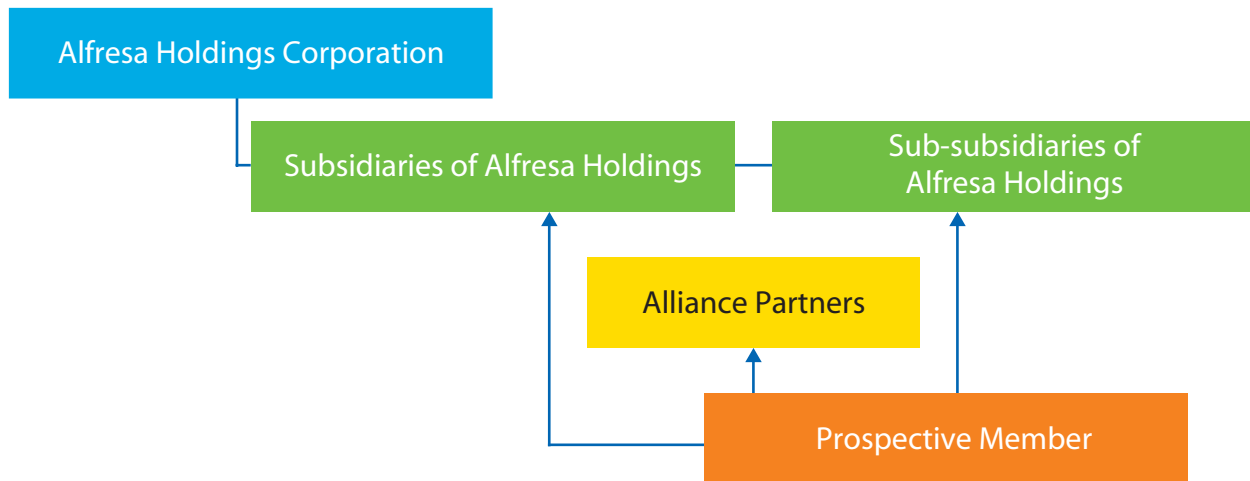 Alfresa Holdings Corporation
Subsidiaries of Alfresa Holdings
Sub-subsidiaries of
Alfresa Holdings
Alliance Partners
Prospective Member